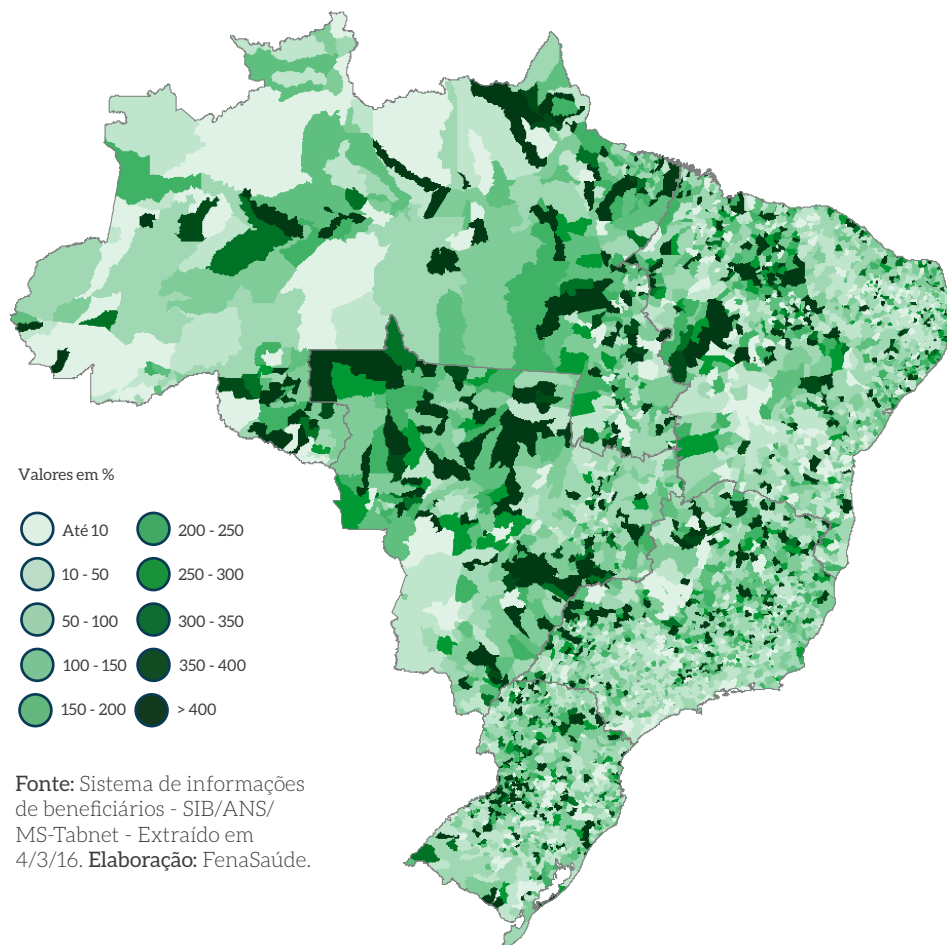 Valores em %
Até 10
10 - 50
50 - 100
100 - 150
150 - 200
200 - 250
250 - 300
300 - 350
350 - 400
> 400
Fonte: Sistema de informações
de beneficiários - SIB/ANS/
MS-Tabnet - Extraído em
4/3/16. Elaboração: FenaSaúde.